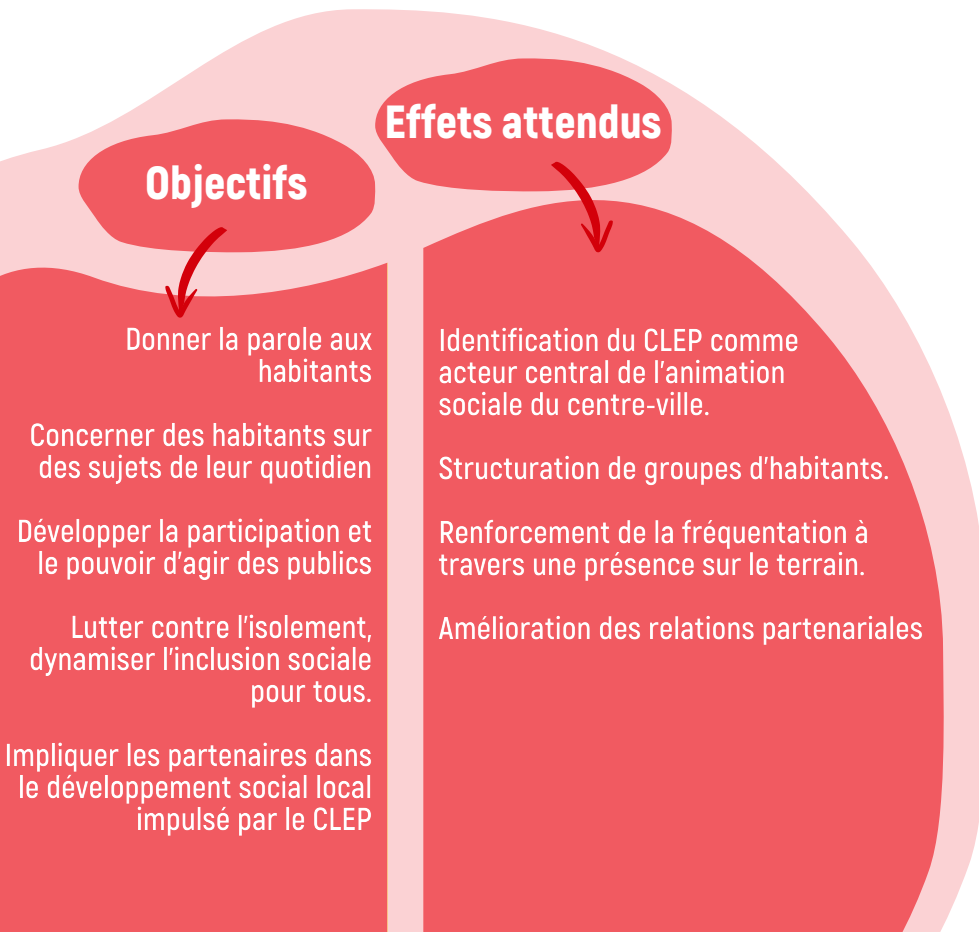 Objectifs
Donner la parole aux
habitants
Concerner des habitants sur
des sujets de leur quotidien
Développer la participation et
le pouvoir d'agir des publics
Lutter contre l'isolement,
dynamiser l'inclusion sociale
pour tous.
Impliquer les partenaires dans
le développement social local
impulsé par le CLEP
Effets attendus
Identification du CLEP comme
acteur central de l'animation
sociale du centre-ville.
Structuration de groupes d'habitants.
Renforcement de la fréquentation à
travers une présence sur le terrain.
Amélioration des relations partenariales